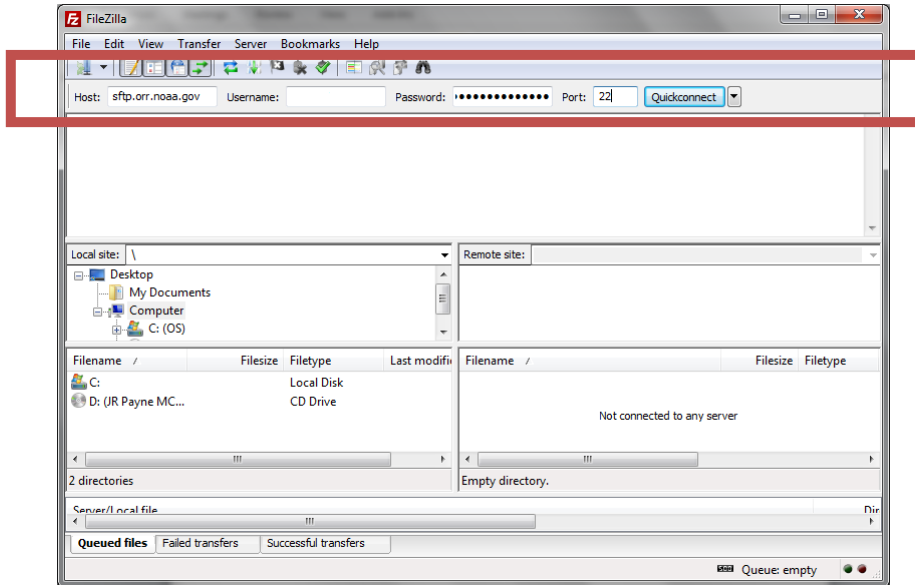 FileZilla
File Edit View Transfer Server Bookmarks Help
Host: sftp.orr.noaa.gov Username: Password: •••••••••••••• Port: 22 Quickconnect
Local site: \ Remote site:
Desktop
My Documents
Computer
C: (OS)
Filename / Filesize Filetype Last modifi Filename / Filesize Filetype
C: Local Disk
D: (JR Payne MC... CD Drive
Not connected to any server
2 directories Empty directory.
Server/Local file Dir
Queued files Failed transfers Successful transfers
Queue: empty